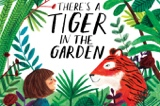 THERE'S A
TIGER
IN THE
GARDEN